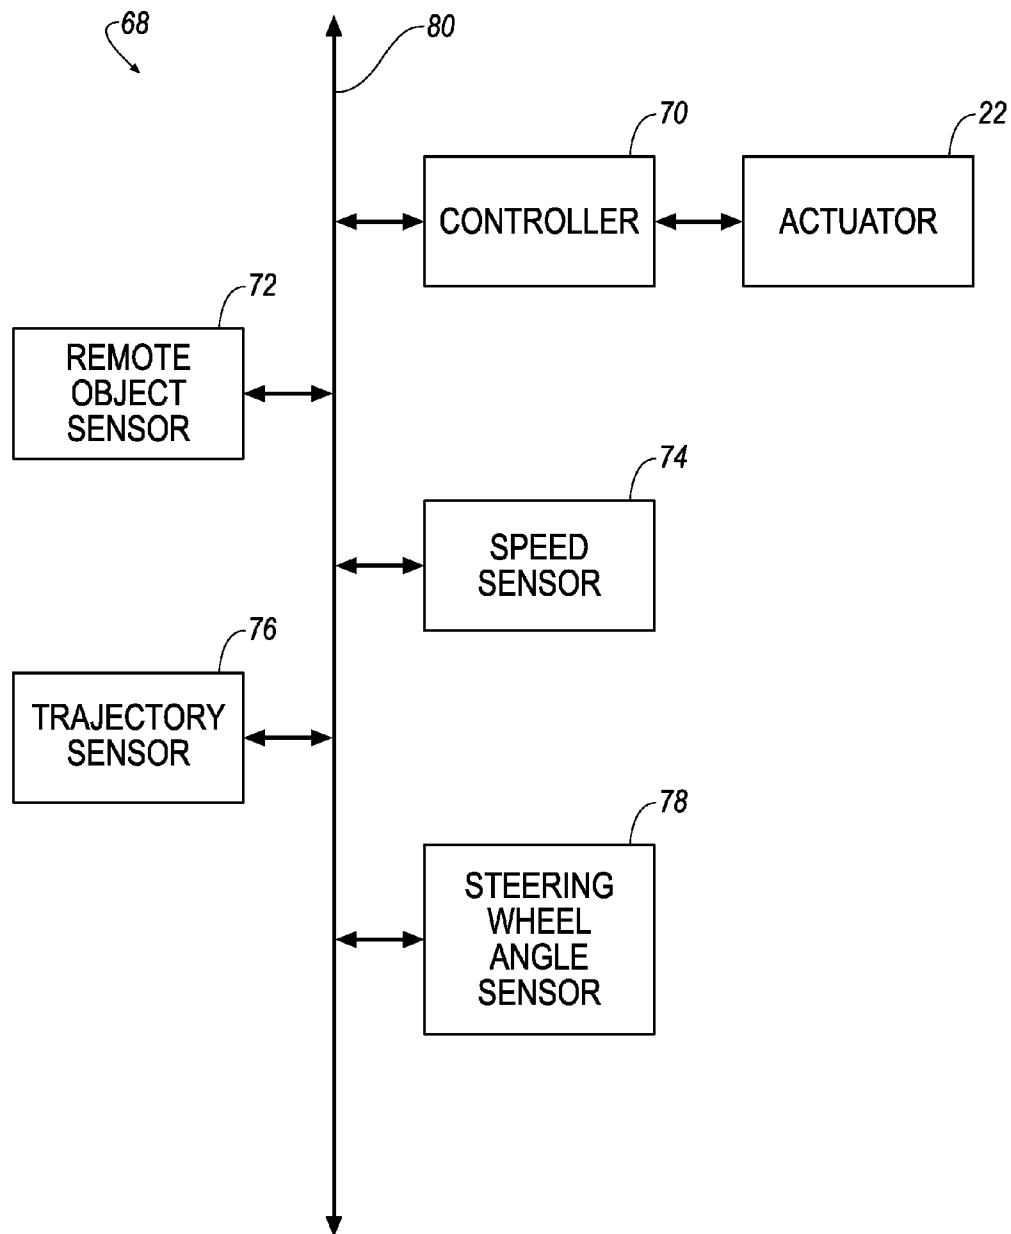 68
80
70
22
CONTROLLER
ACTUATOR
72
REMOTE
OBJECT
SENSOR
74
SPEED
SENSOR
76
TRAJECTORY
SENSOR
78
STEERING
WHEEL
ANGLE
SENSOR